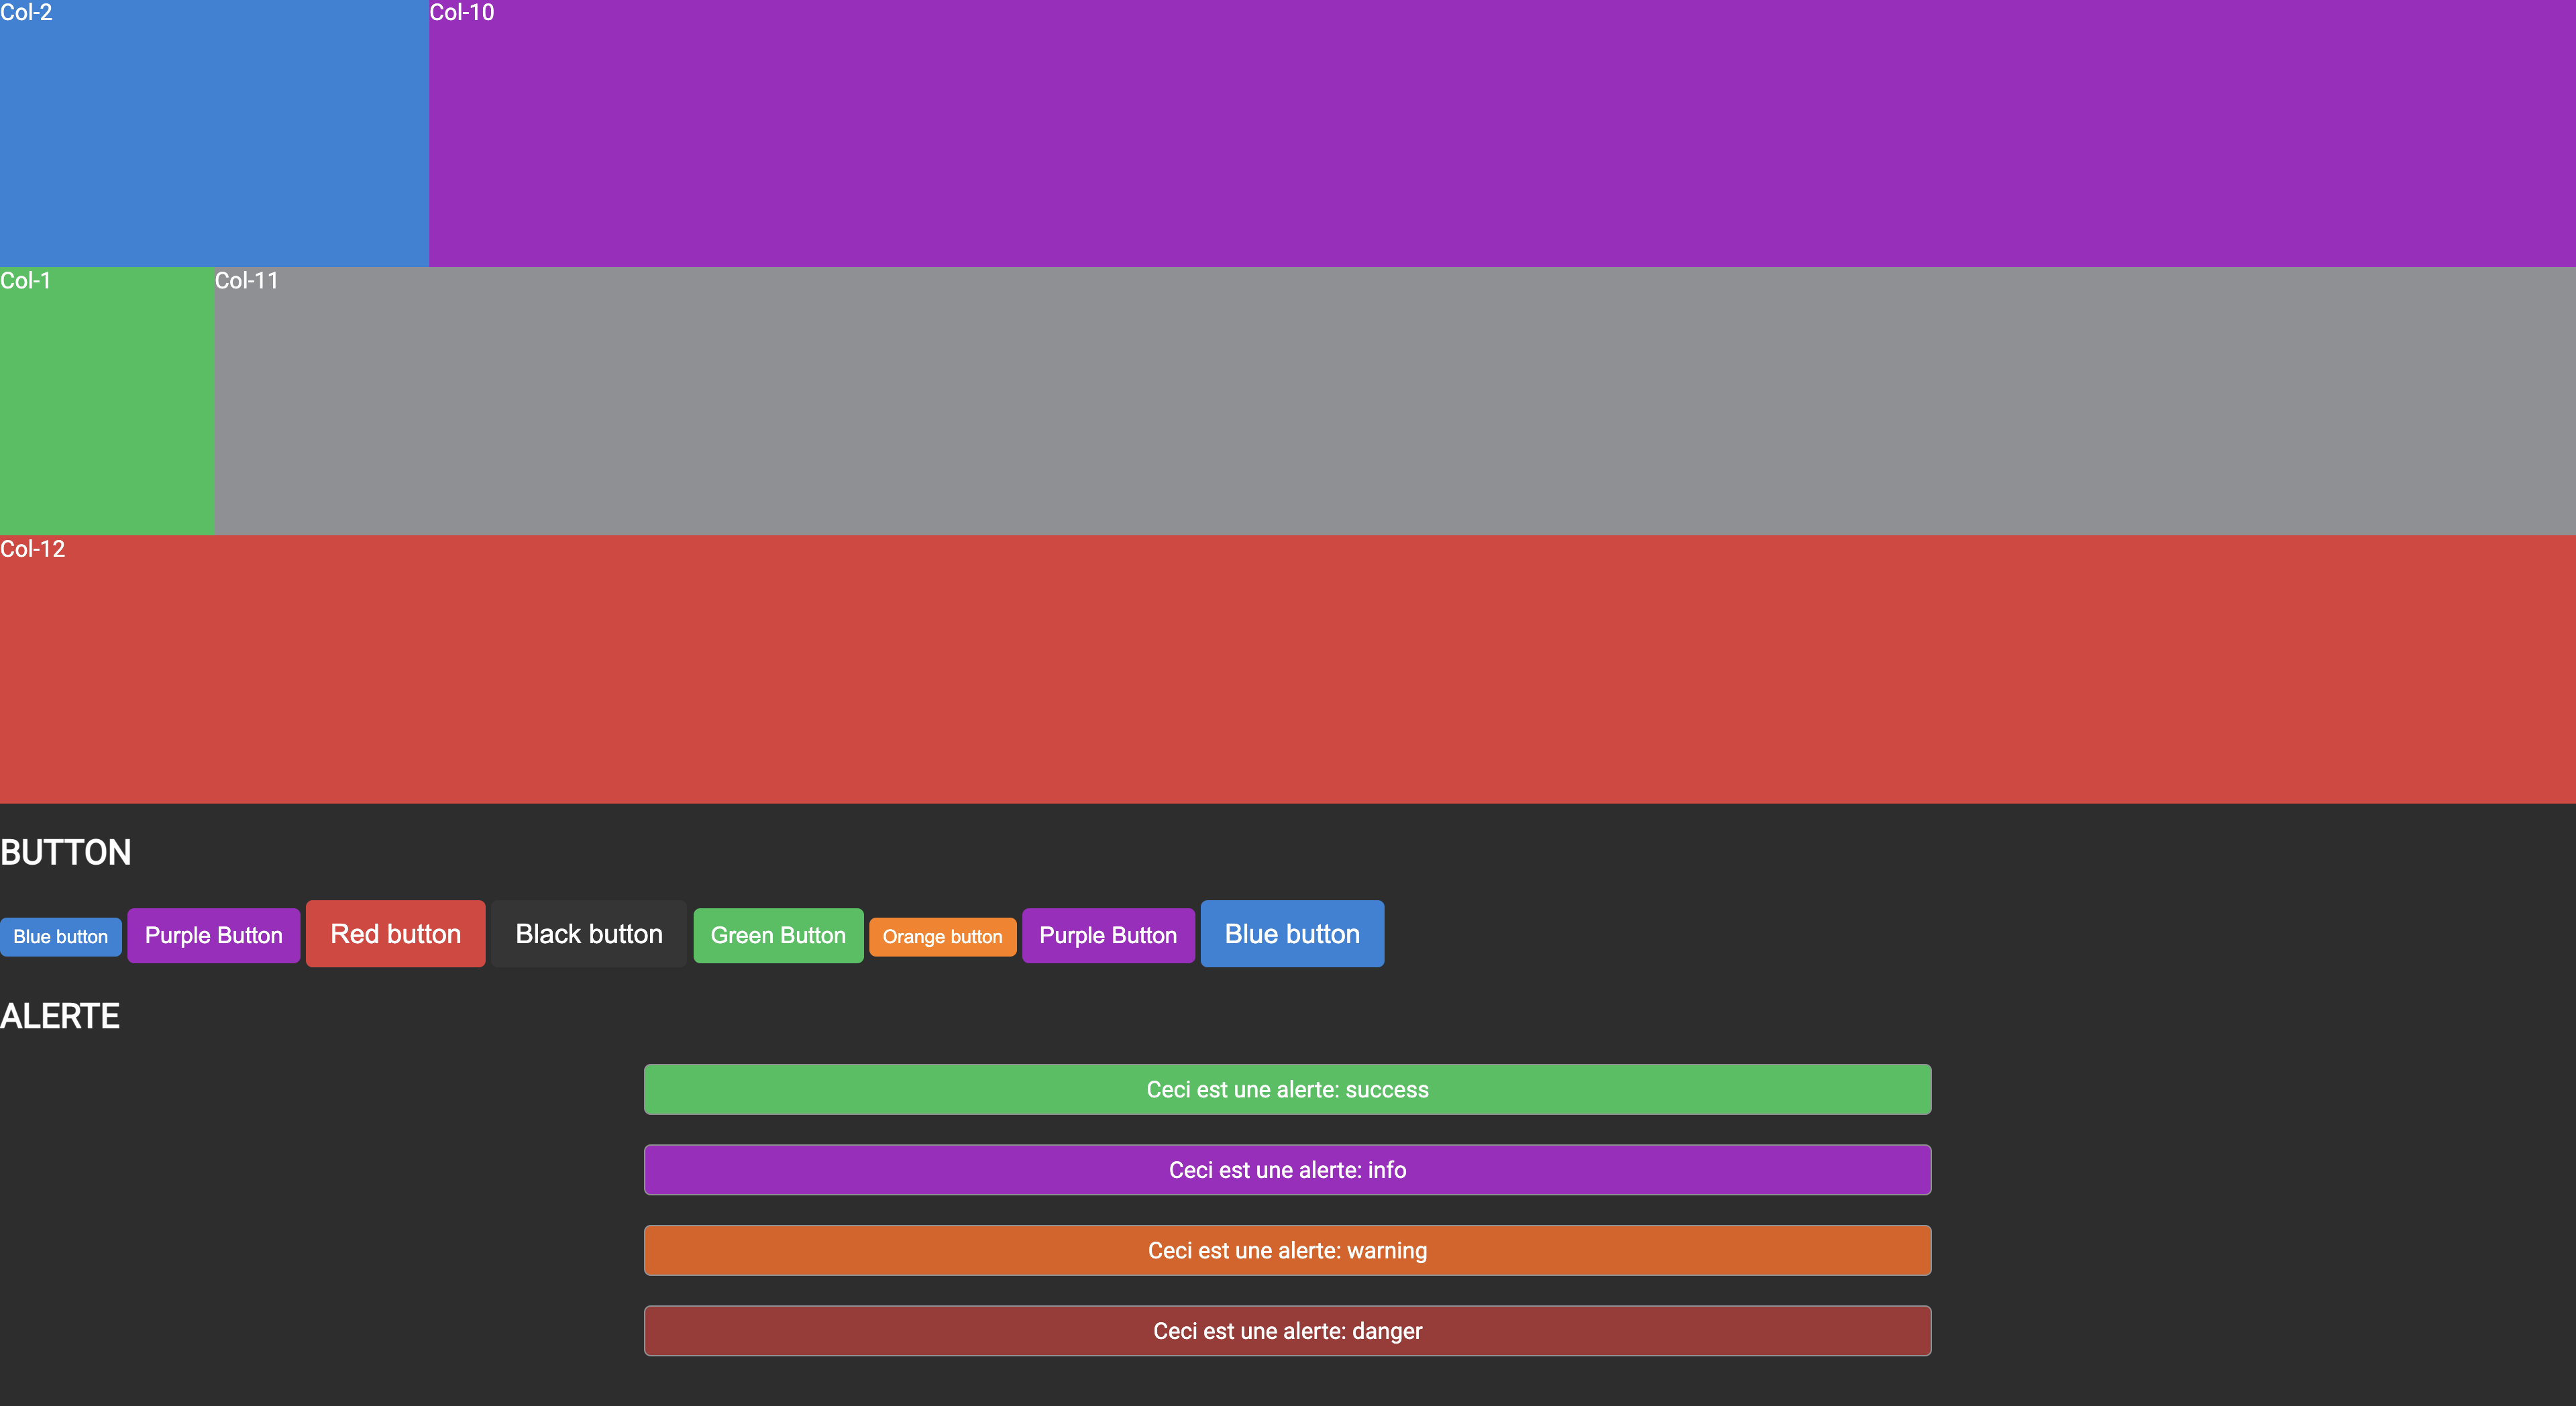 Col-2 Col-10
Col-1 Col-11
Col-12
BUTTON
Blue button Purple Button Red button Black button Green Button Orange button Purple Button Blue button
ALERTE
Ceci est une alerte: success
Ceci est une alerte: info
Ceci est une alerte: warning
Ceci est une alerte: danger